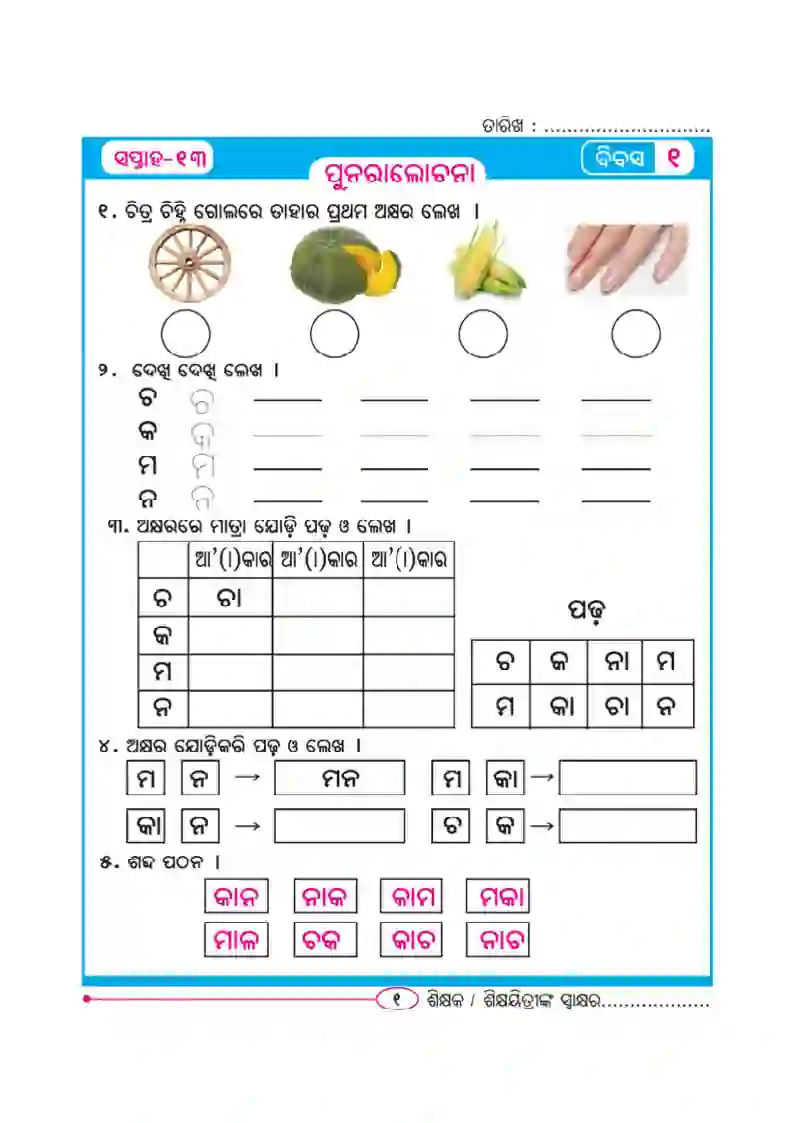 ତାରିଖ : ............................
ସପ୍ତାହ-୧୩
ଦିବସ ୧
ପୁନରାଲୋଚନା
୧. ଚିତ୍ର ଚିହ୍ନି ଗୋଲରେ ତାହାର ପ୍ରଥମ ଅକ୍ଷର ଲେଖ ।
୨. ଦେଖି ଦେଖି ଲେଖ ।
ଚ ଚ
କ କ
ମ ମ
ନ ନ
୩. ଅକ୍ଷରରେ ମାତ୍ରା ଯୋଡ଼ି ପଢ଼ ଓ ଲେଖ ।
ଆ'(ା)କାର ଆ'(ା)କାର ଆ'(ା)କାର
ଚ ଚା
କ
ମ
ନ
ପଢ଼
ଚ କ ନା ମ
ମ କା ଚା ନ
୪. ଅକ୍ଷର ଯୋଡ଼ିକରି ପଢ଼ ଓ ଲେଖ ।
ମ ନ → ମନ ମ କା →
କା ନ → ଚ କ →
୫. ଶବ୍ଦ ପଠନ ।
କାନ ନାକ କାମ ମକା
ମାଳ ଚକ କାଚ ନାଚ
୧ ଶିକ୍ଷକ / ଶିକ୍ଷୟିତ୍ରୀଙ୍କ ସ୍ୱାକ୍ଷର...................